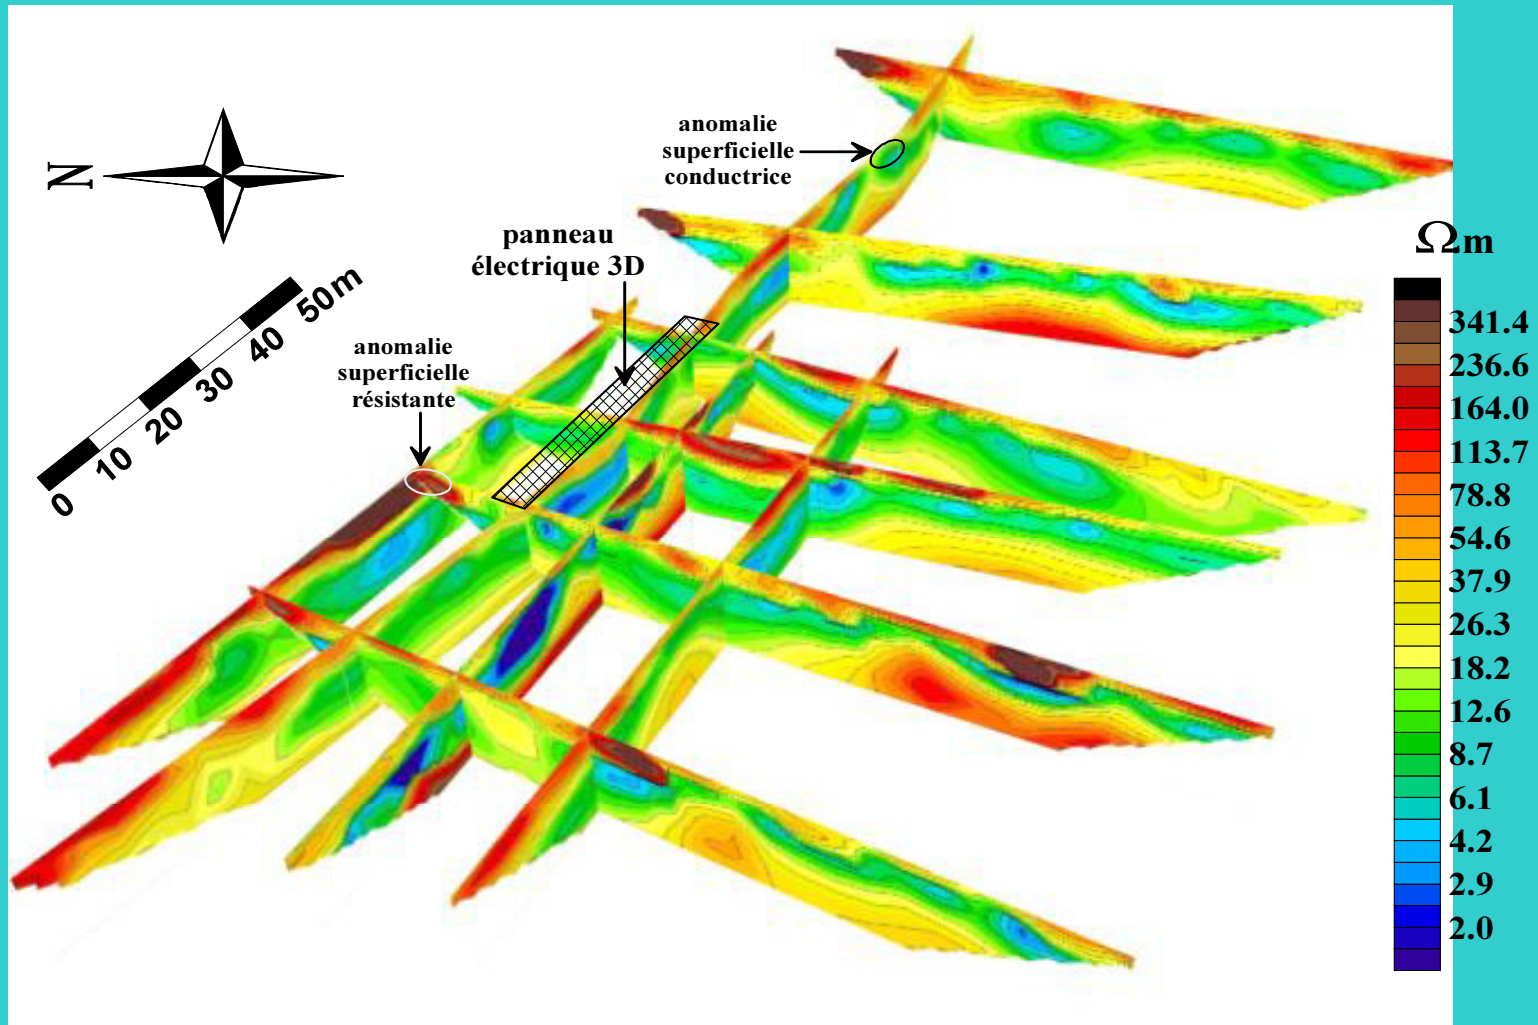 anomalie
superficielle
conductrice
N
panneau
électrique 3D
Ωm
0 10 20 30 40 50m
anomalie
superficielle
résistante
341.4
236.6
164.0
113.7
78.8
54.6
37.9
26.3
18.2
12.6
8.7
6.1
4.2
2.9
2.0